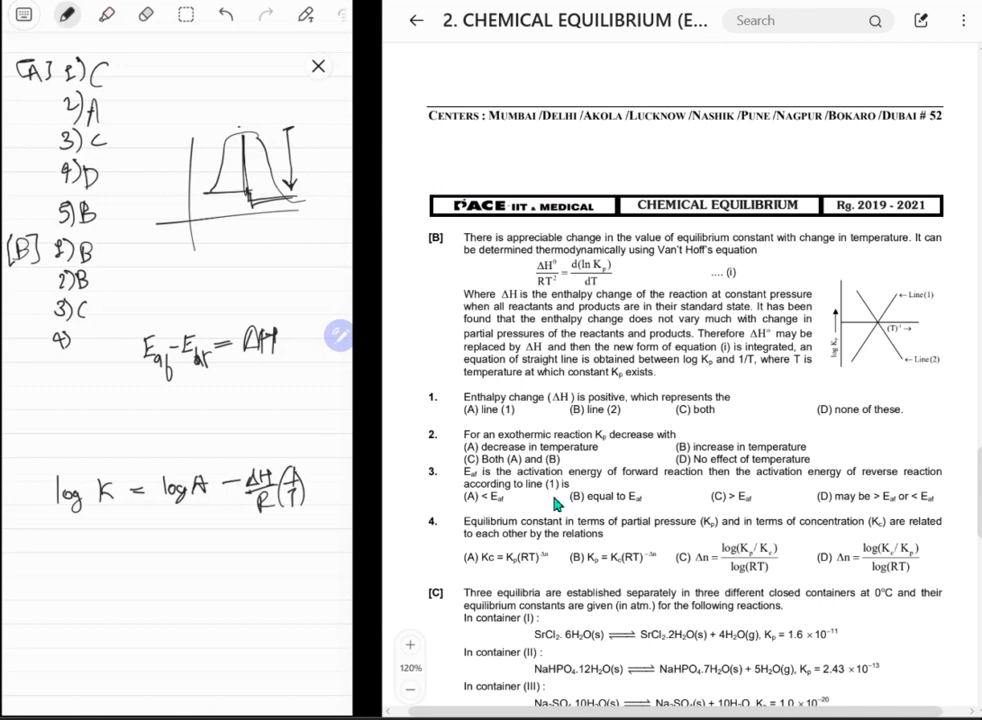 [A] 1) C
2) A
3) C
4) D
5) B
[B] 1) B
2) B
3) C
4)
Eaf - Ebr = ΔH
log K = log A - ΔH/R (1/T)
2. CHEMICAL EQUILIBRIUM (E...
Search
CENTERS : MUMBAI /DELHI /AKOLA /LUCKNOW /NASHIK /PUNE /NAGPUR /BOKARO /DUBAI # 52
PACE IIT & MEDICAL CHEMICAL EQUILIBRIUM Rg. 2019 - 2021
[B] There is appreciable change in the value of equilibrium constant with change in temperature. It can
be determined thermodynamically using Van't Hoff's equation
ΔH°/RT² = d(ln Kp)/dT .... (i)
Where ΔH is the enthalpy change of the reaction at constant pressure
when all reactants and products are in their standard state. It has been
found that the enthalpy change does not vary much with change in
partial pressures of the reactants and products. Therefore ΔH° may be
replaced by ΔH and then the new form of equation (i) is integrated, an
equation of straight line is obtained between log Kp and 1/T, where T is
temperature at which constant Kp exists.
log Kp
←Line(1)
(T)⁻¹ →
←Line(2)
1. Enthalpy change (ΔH) is positive, which represents the
(A) line (1) (B) line (2) (C) both (D) none of these.
2. For an exothermic reaction Kp decrease with
(A) decrease in temperature (B) increase in temperature
(C) Both (A) and (B) (D) No effect of temperature
3. Eaf is the activation energy of forward reaction then the activation energy of reverse reaction
according to line (1) is
(A) < Eaf (B) equal to Eaf (C) > Eaf (D) may be > Eaf or < Eaf
4. Equilibrium constant in terms of partial pressure (Kp) and in terms of concentration (Kc) are related
to each other by the relations
(A) Kc = Kp(RT)^Δn (B) Kp = Kc(RT)^-Δn (C) Δn = log(Kp/Kc)/log(RT) (D) Δn = log(Kc/Kp)/log(RT)
[C] Three equilibria are established separately in three different closed containers at 0°C and their
equilibrium constants are given (in atm.) for the following reactions.
In container (I) :
SrCl₂. 6H₂O(s) ⇌ SrCl₂.2H₂O(s) + 4H₂O(g), Kp = 1.6 × 10⁻¹¹
In container (II) :
120%
NaHPO₄.12H₂O(s) ⇌ NaHPO₄.7H₂O(s) + 5H₂O(g), Kp = 2.43 × 10⁻¹³
In container (III) :
Na₂SO₄ 10H₂O(s) ⇌ Na₂SO₄(s) + 10H₂O K = 1.0 × 10⁻²⁰